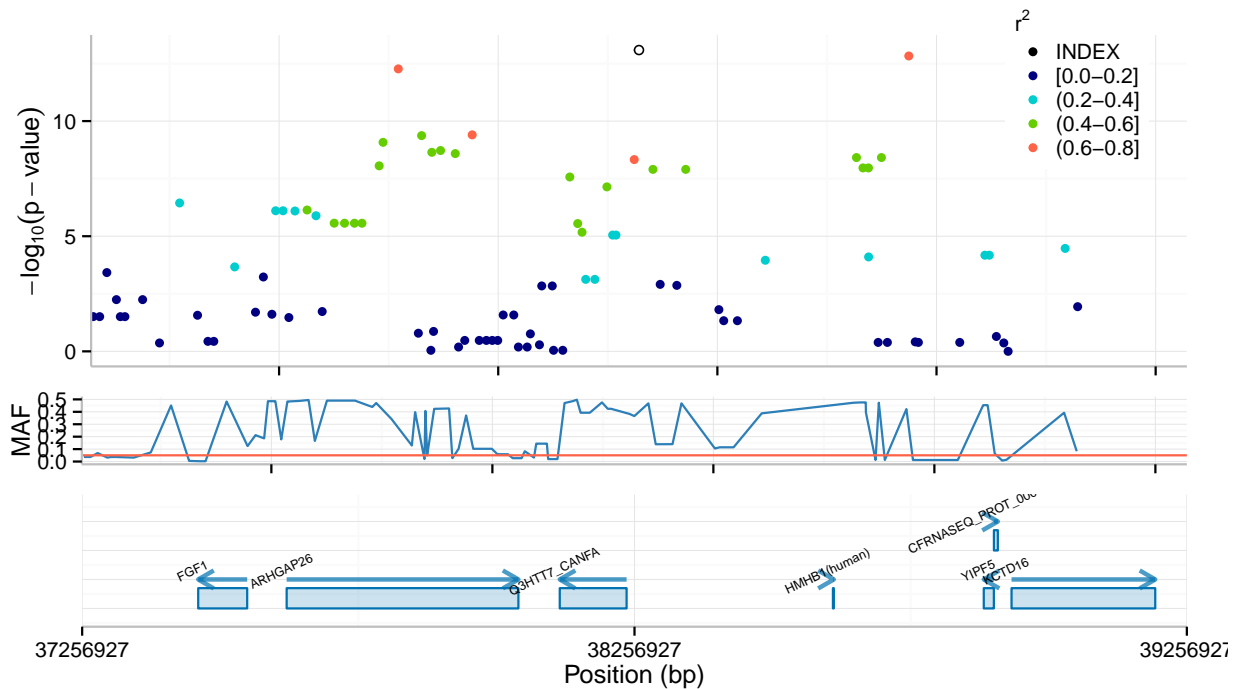 r²
INDEX
[0.0−0.2]
(0.2−0.4]
(0.4−0.6]
(0.6−0.8]
−log₁₀(p − value)
10
5
0
MAF
0.5
0.4
0.3
0.2
0.1
0.0
CFRNASEQ_PROT_000
FGF1
ARHGAP26
Q3HTT7_CANFA
HMHB1(human)
YIPF5
KCTD16
37256927
38256927
3925692
Position (bp)